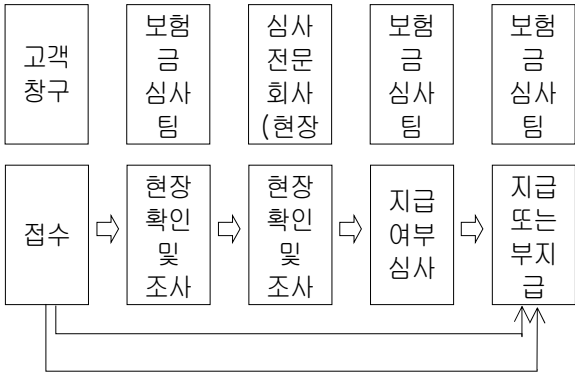 고객
창구
보험
금
심사
팀
심사
전문
회사
(현장
보험
금
심사
팀
보험
금
심사
팀
접수
현장
확인
및
조사
현장
확인
및
조사
지급
여부
심사
지급
또는
부지
급